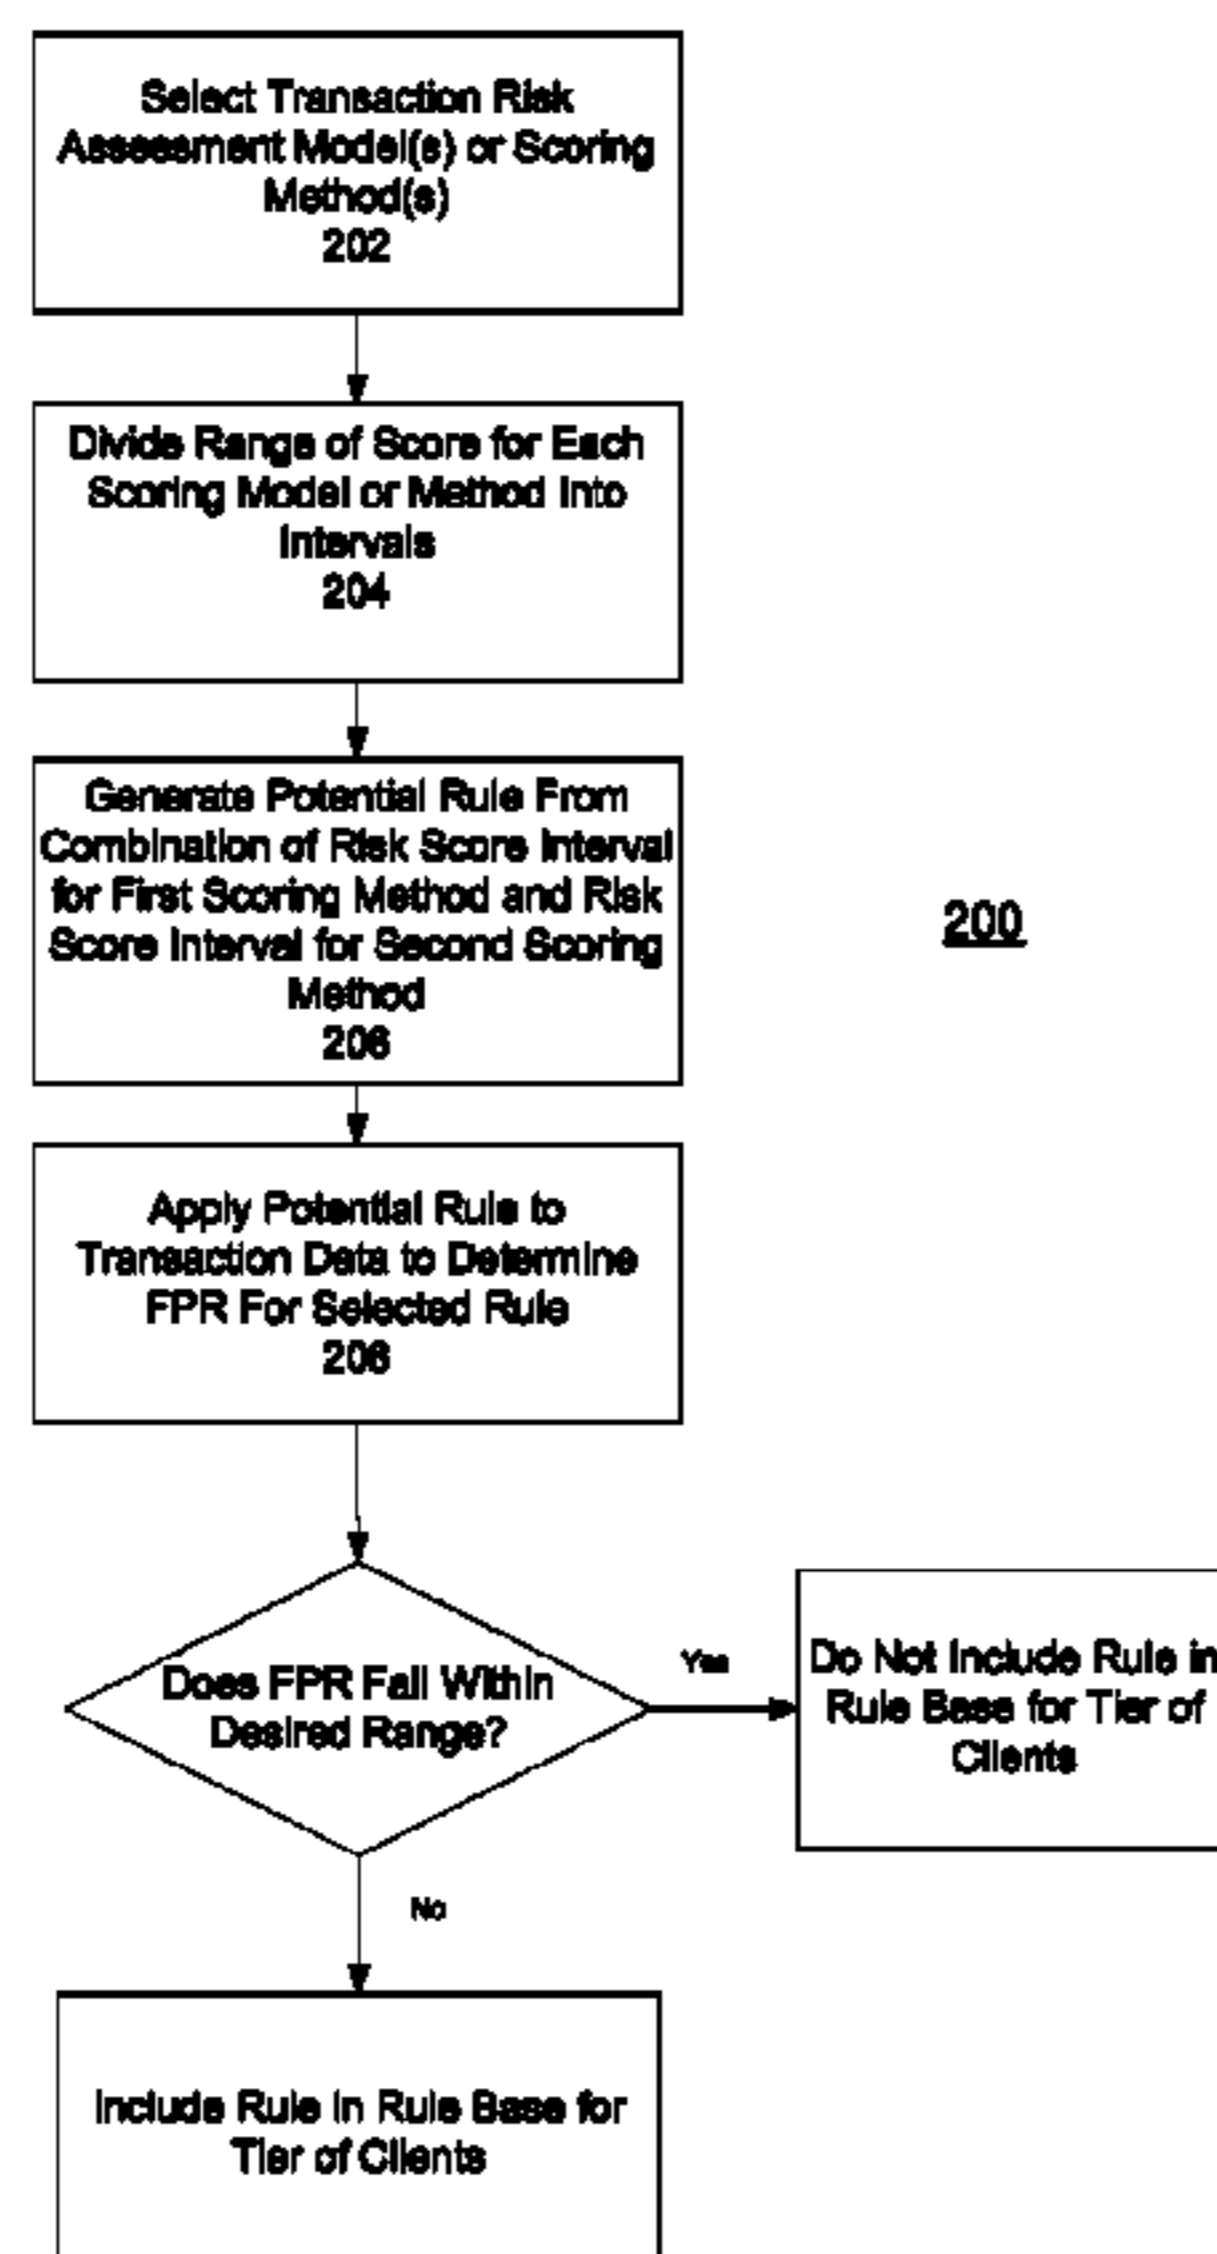 Select Transaction Risk
Assessment Model(s) or Scoring
Method(s)
202
Divide Range of Score for Each
Scoring Model or Method Into
Intervals
204
Generate Potential Rule From
Combination of Risk Score Interval
for First Scoring Method and Risk
Score Interval for Second Scoring
Method
206
200
Apply Potential Rule to
Transaction Data to Determine
FPR For Selected Rule
208
Does FPR Fall Within
Desired Range?
Yes
Do Not Include Rule in
Rule Base for Tier of
Clients
No
Include Rule in Rule Base for
Tier of Clients